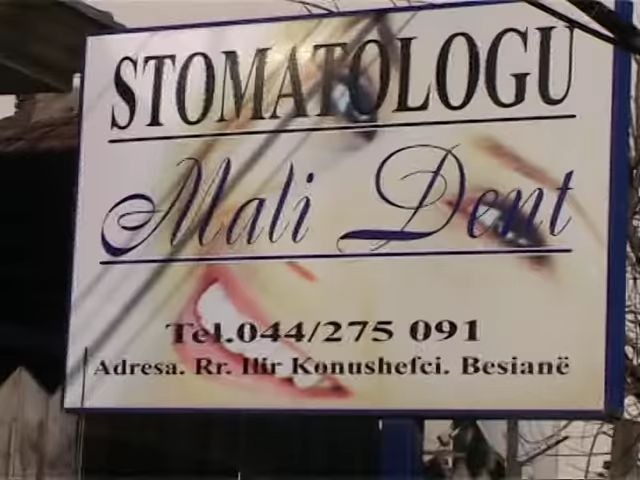 STOMATOLOGU
Mali Dent
Tel.044/275 091
Adresa. Rr. Ilir Konushefci. Besianë